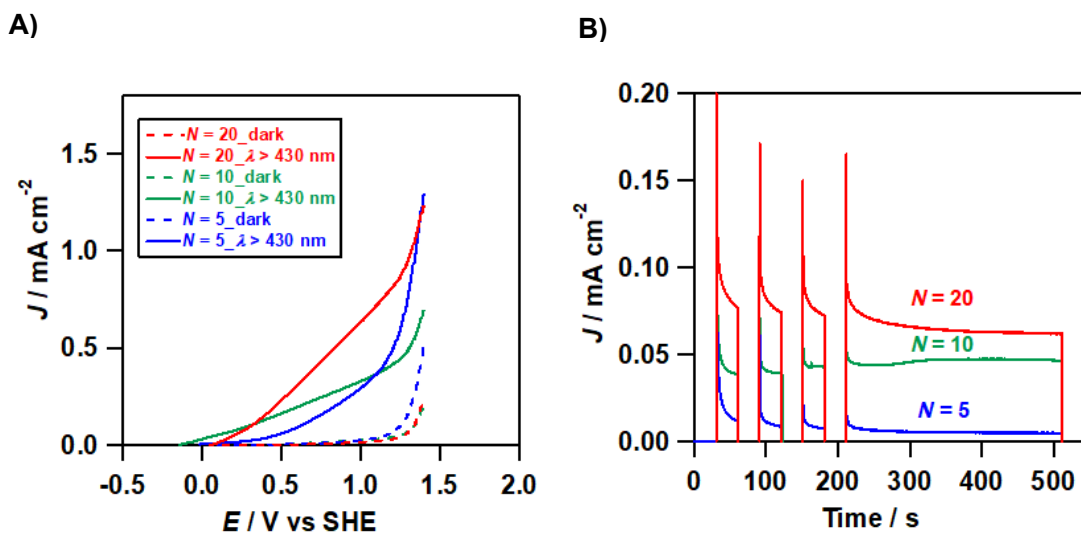 A)
B)
N = 20_dark
N = 20_λ > 430 nm
N = 10_dark
N = 10_λ > 430 nm
N = 5_dark
N = 5_λ > 430 nm
1.5
1.0
0.5
0.0
J / mA cm⁻²
-0.5 0.0 0.5 1.0 1.5 2.0
E / V vs SHE
0.20
0.15
0.10
0.05
0.00
J / mA cm⁻²
N = 20
N = 10
N = 5
0 100 200 300 400 500
Time / s